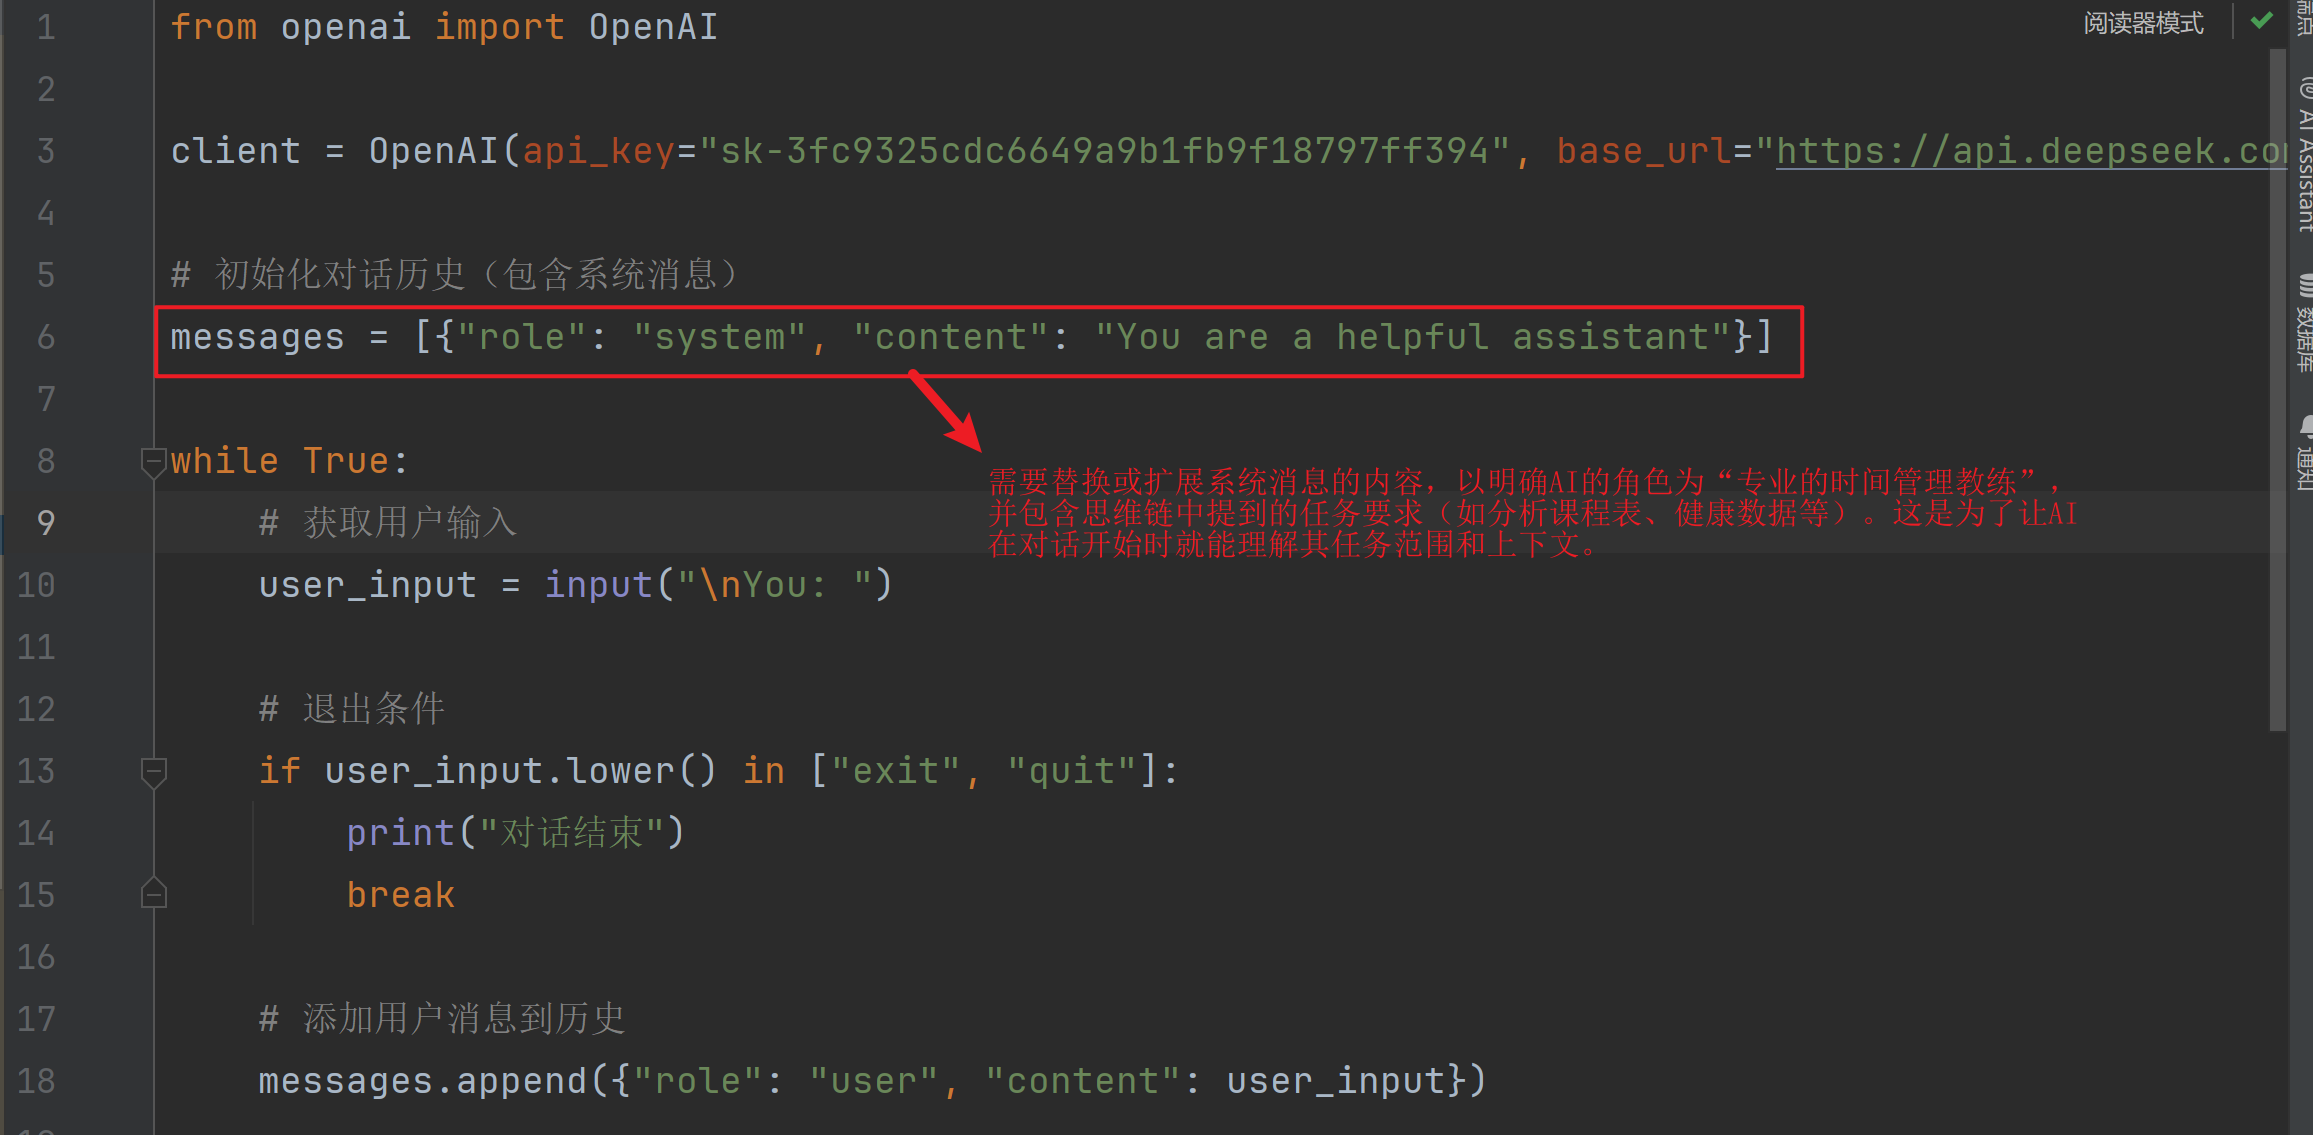 阅读器模式
1 from openai import OpenAI
2
3 client = OpenAI(api_key="sk-3fc9325cdc6649a9b1fb9f18797ff394", base_url="https://api.deepseek.co
4
5 # 初始化对话历史（包含系统消息）
6 messages = [{"role": "system", "content": "You are a helpful assistant"}]
7
8 while True:
需要替换或扩展系统消息的内容，以明确AI的角色为“专业的时间管理教练”，
并包含思维链中提到的任务要求（如分析课程表、健康数据等）。这是为了让AI
在对话开始时就能理解其任务范围和上下文。
9 # 获取用户输入
10 user_input = input("\nYou: ")
11
12 # 退出条件
13 if user_input.lower() in ["exit", "quit"]:
14 print("对话结束")
15 break
16
17 # 添加用户消息到历史
18 messages.append({"role": "user", "content": user_input})
AI Assistant
数据库
通知